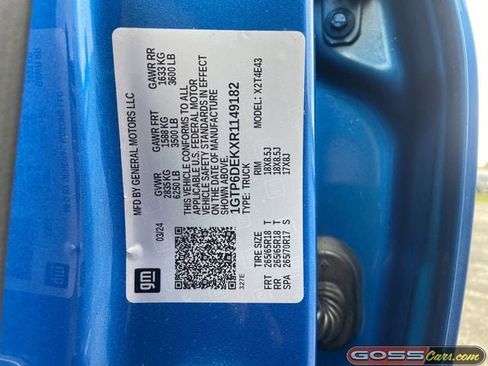 MFD BY GENERAL MOTORS LLC
03/24
GVWR GAWR FRT GAWR RR
2835 KG 1588 KG 1633 KG
6250 LB 3500 LB 3600 LB
THIS VEHICLE CONFORMS TO ALL
APPLICABLE U.S. FEDERAL MOTOR
VEHICLE SAFETY STANDARDS IN EFFECT
ON THE DATE OF MANUFACTURE
SHOWN ABOVE.
1GTP6DEKXR1149182
TYPE: TRUCK MODEL: X2T4E43
TIRE SIZE RIM
FRT 265/65R18 T 18X8.5J
RR 265/65R18 T 18X8.5J
SPA 265/70R17 S 17X8J
gm
327E
GOSSCars.com®